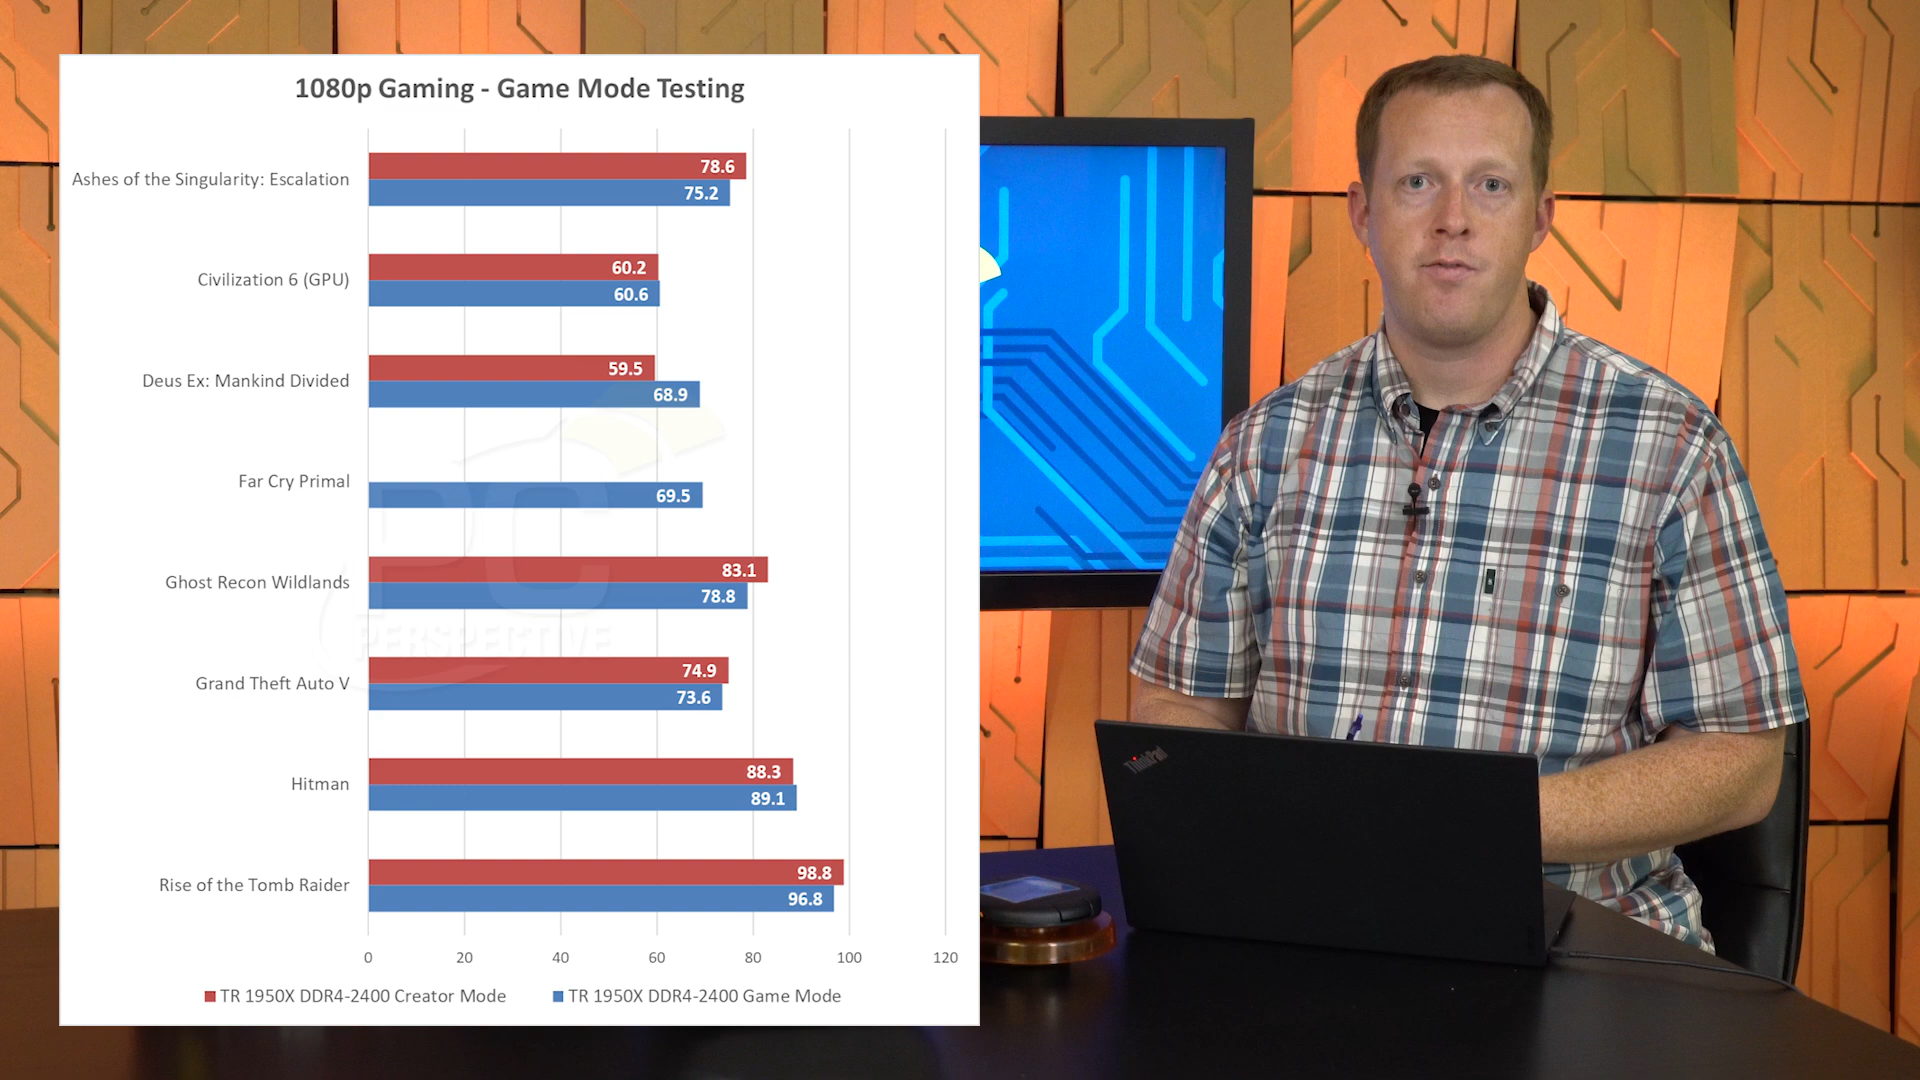 1080p Gaming - Game Mode Testing
Ashes of the Singularity: Escalation
78.6
75.2
Civilization 6 (GPU)
60.2
60.6
Deus Ex: Mankind Divided
59.5
68.9
Far Cry Primal
69.5
Ghost Recon Wildlands
83.1
78.8
Grand Theft Auto V
74.9
73.6
Hitman
88.3
89.1
Rise of the Tomb Raider
98.8
96.8
0 20 40 60 80 100 120
TR 1950X DDR4-2400 Creator Mode TR 1950X DDR4-2400 Game Mode
PC
PERSPECTIVE
ThinkPad